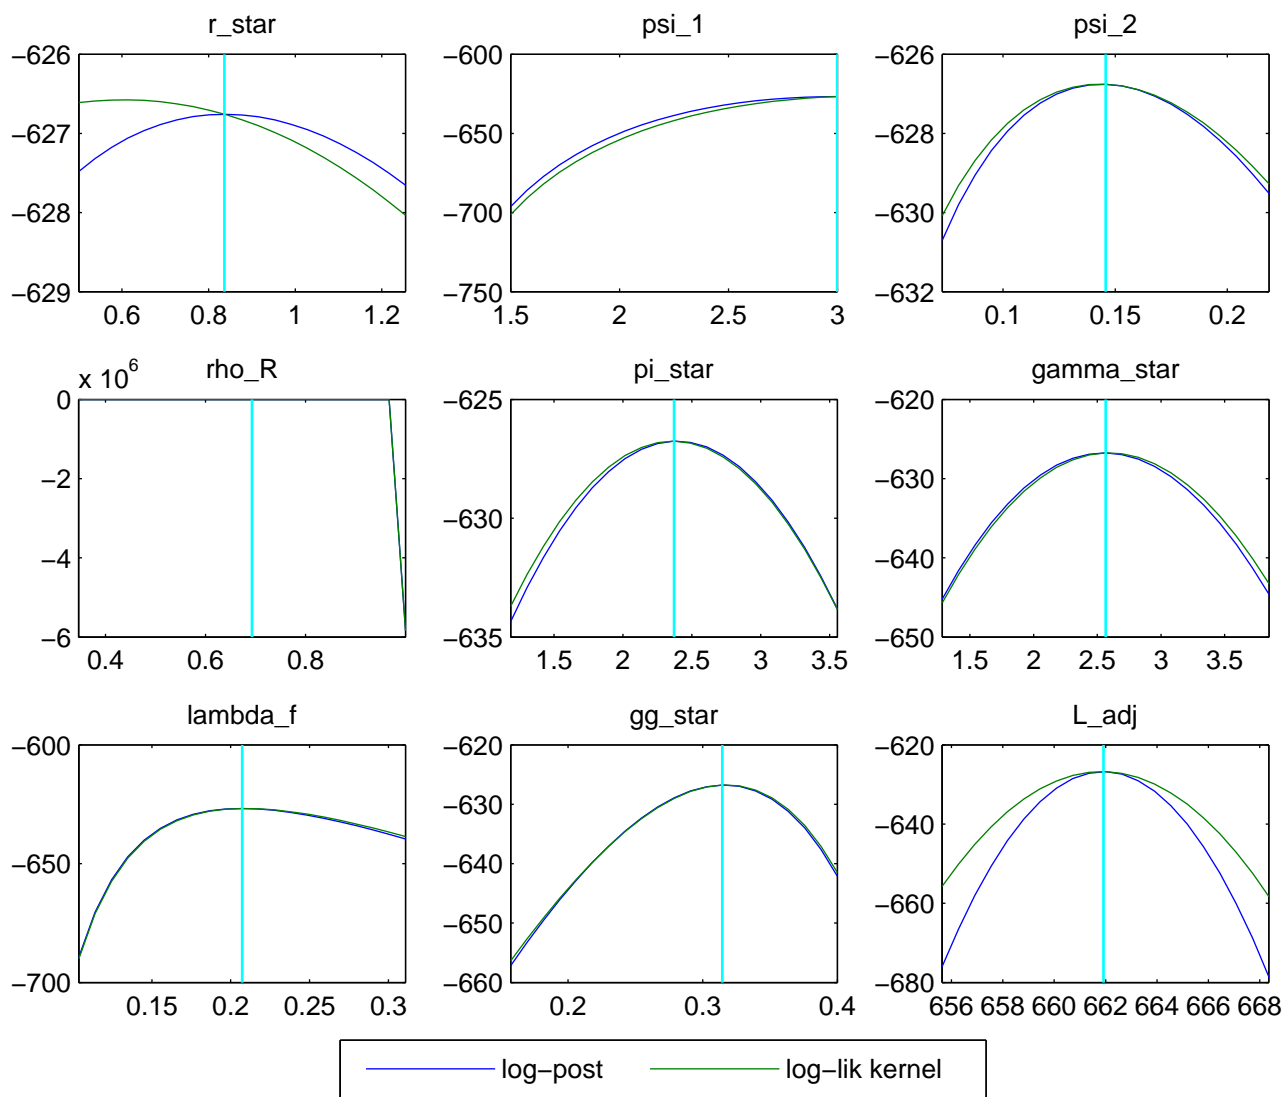 r_star
psi_1
psi_2
−626
−627
−628
−629
0.6 0.8 1 1.2
−600
−650
−700
−750
1.5 2 2.5 3
−626
−628
−630
−632
0.1 0.15 0.2
rho_R
pi_star
gamma_star
x 10^6
0
−2
−4
−6
0.4 0.6 0.8
−625
−630
−635
1.5 2 2.5 3 3.5
−620
−630
−640
−650
1.5 2 2.5 3 3.5
lambda_f
gg_star
L_adj
−600
−650
−700
0.15 0.2 0.25 0.3
−620
−630
−640
−650
−660
0.2 0.3 0.4
−620
−640
−660
−680
656 658 660 662 664 666 668
log−post log−lik kernel